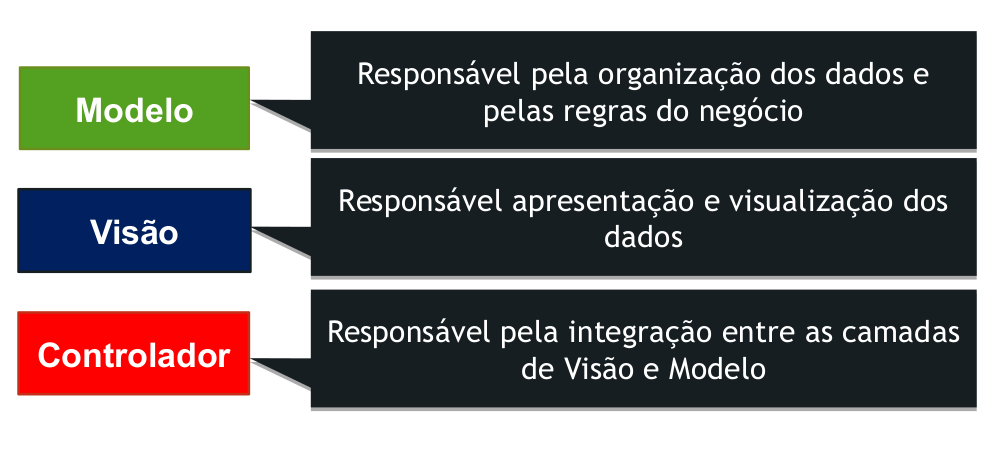 Modelo
Responsável pela organização dos dados e
pelas regras do negócio
Visão
Responsável apresentação e visualização dos
dados
Controlador
Responsável pela integração entre as camadas
de Visão e Modelo